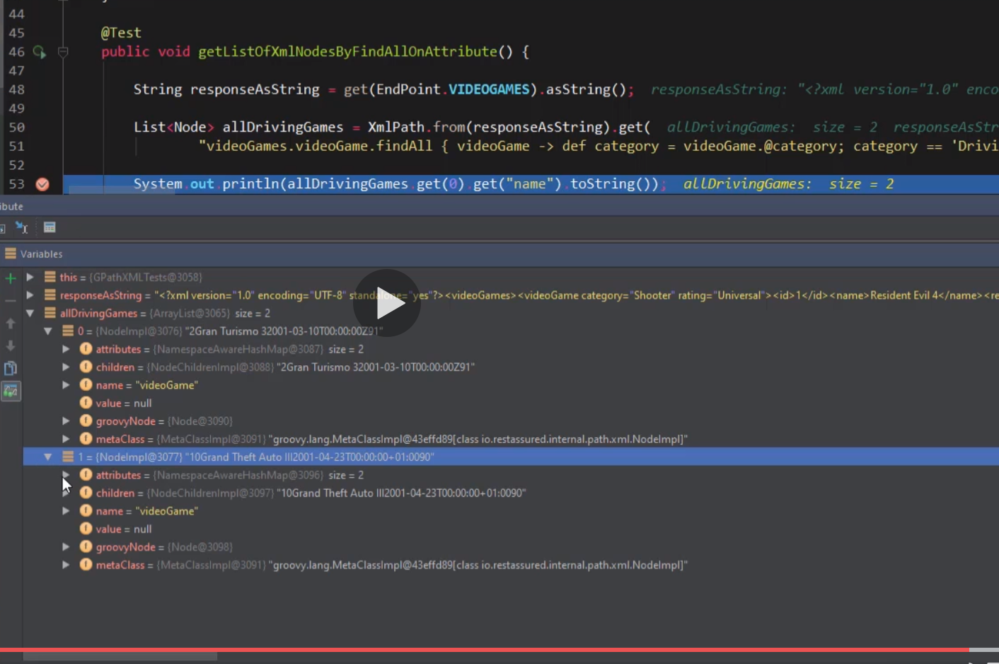 44
45 @Test
46 public void getListOfXmlNodesByFindAllOnAttribute() {
47
48 String responseAsString = get(EndPoint.VIDEOGAMES).asString(); responseAsString: "<?xml version="1.0" enco
49
50 List<Node> allDrivingGames = XmlPath.from(responseAsString).get( allDrivingGames: size = 2 responseAsStr
51 "videoGames.videoGame.findAll { videoGame -> def category = videoGame.@category; category == 'Drivi
52
53 System.out.println(allDrivingGames.get(0).get("name").toString()); allDrivingGames: size = 2
ibute
Variables
this = {GPathXMLTests@3058}
responseAsString = "<?xml version="1.0" encoding="UTF-8" standalone="yes"?><videoGames><videoGame category="Shooter" rating="Universal"><id>1</id><name>Resident Evil 4</name><re
allDrivingGames = {ArrayList@3065} size = 2
0 = {NodeImpl@3076} "2Gran Turismo 32001-03-10T00:00:00Z91"
attributes = {NamespaceAwareHashMap@3087} size = 2
children = {NodeChildrenImpl@3088} "2Gran Turismo 32001-03-10T00:00:00Z91"
name = "videoGame"
value = null
groovyNode = {Node@3090}
metaClass = {MetaClassImpl@3091} "groovy.lang.MetaClassImpl@43effd89[class io.restassured.internal.path.xml.NodeImpl]"
1 = {NodeImpl@3077} "10Grand Theft Auto III2001-04-23T00:00:00+01:0090"
attributes = {NamespaceAwareHashMap@3096} size = 2
children = {NodeChildrenImpl@3097} "10Grand Theft Auto III2001-04-23T00:00:00+01:0090"
name = "videoGame"
value = null
groovyNode = {Node@3098}
metaClass = {MetaClassImpl@3091} "groovy.lang.MetaClassImpl@43effd89[class io.restassured.internal.path.xml.NodeImpl]"